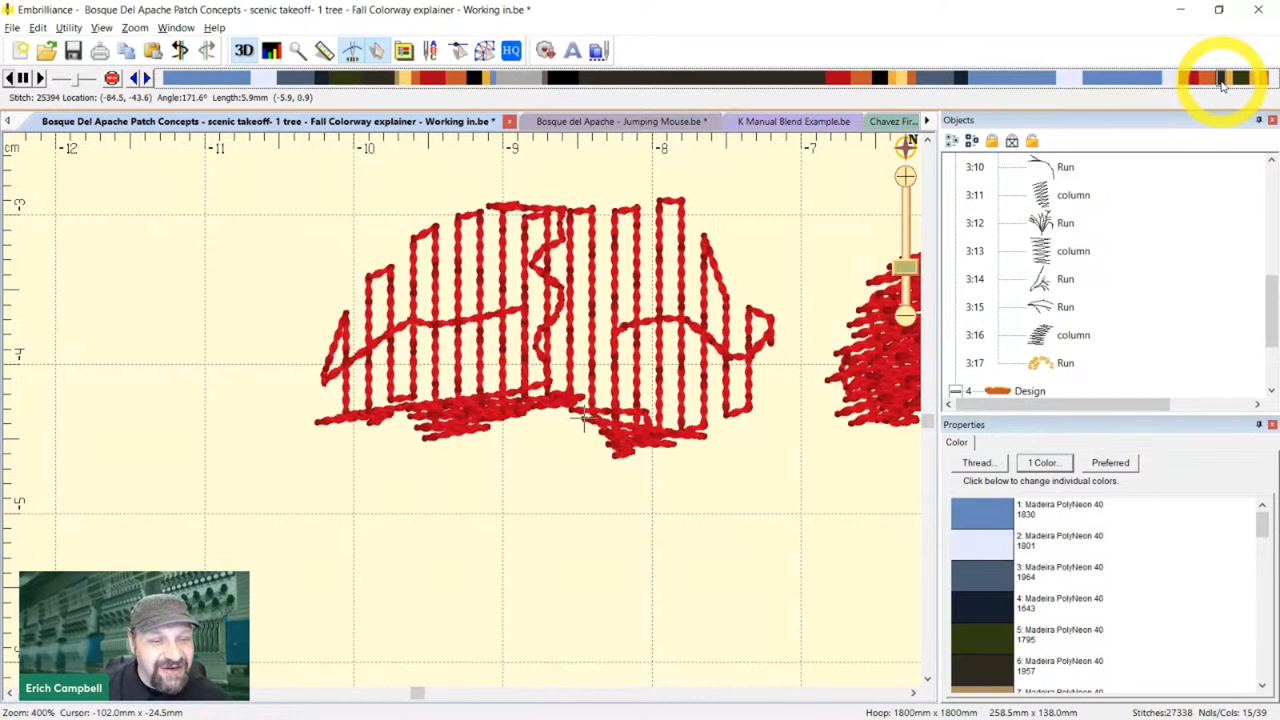 Embrilliance - Bosque Del Apache Patch Concepts - scenic takeoff- 1 tree - Fall Colorway explainer - Working in.be *
File Edit Utility View Zoom Window Help
3D
HQ
Stitch: 25394 Location: (-84.5, -43.6) Angle:171.6° Length:5.9mm (-5.9, 0.9)
Bosque Del Apache Patch Concepts - scenic takeoff- 1 tree - Fall Colorway explainer - Working in.be *
Bosque del Apache - Jumping Mouse.be *
K Manual Blend Example.be
Chavez Fir...
Objects
cm
-12 -11 -10 -9 -8 -7
N
-3
-4
-5
3:10 Run
3:11 column
3:12 Run
3:13 column
3:14 Run
3:15 Run
3:16 column
3:17 Run
4 Design
Properties
Color
Thread... 1 Color... Preferred
Click below to change individual colors.
1: Madeira PolyNeon 40
1830
2: Madeira PolyNeon 40
1801
3: Madeira PolyNeon 40
1964
4: Madeira PolyNeon 40
1643
5: Madeira PolyNeon 40
1795
6: Madeira PolyNeon 40
1957
Erich Campbell
Zoom: 400% Cursor: -102.0mm x -24.5mm
Hoop: 1800mm x 1800mm
258.5mm x 138.0mm
Stitches:27338
Ndls/Cols: 15/39